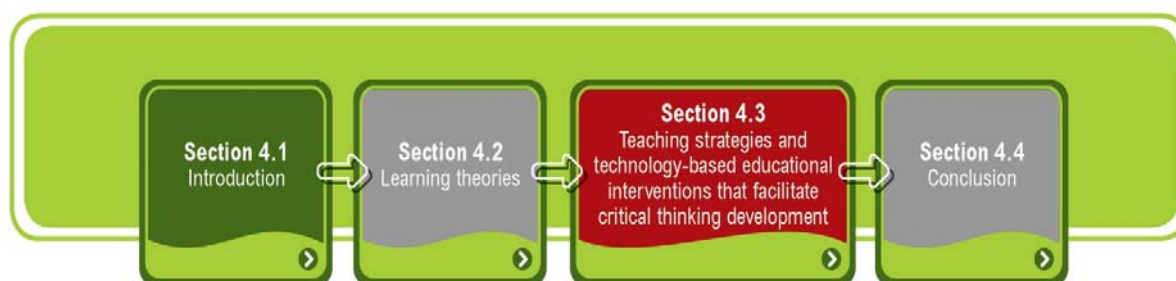 Section 4.1
Introduction
Section 4.2
Learning theories
Section 4.3
Teaching strategies and
technology-based educational
interventions that facilitate
critical thinking development
Section 4.4
Conclusion